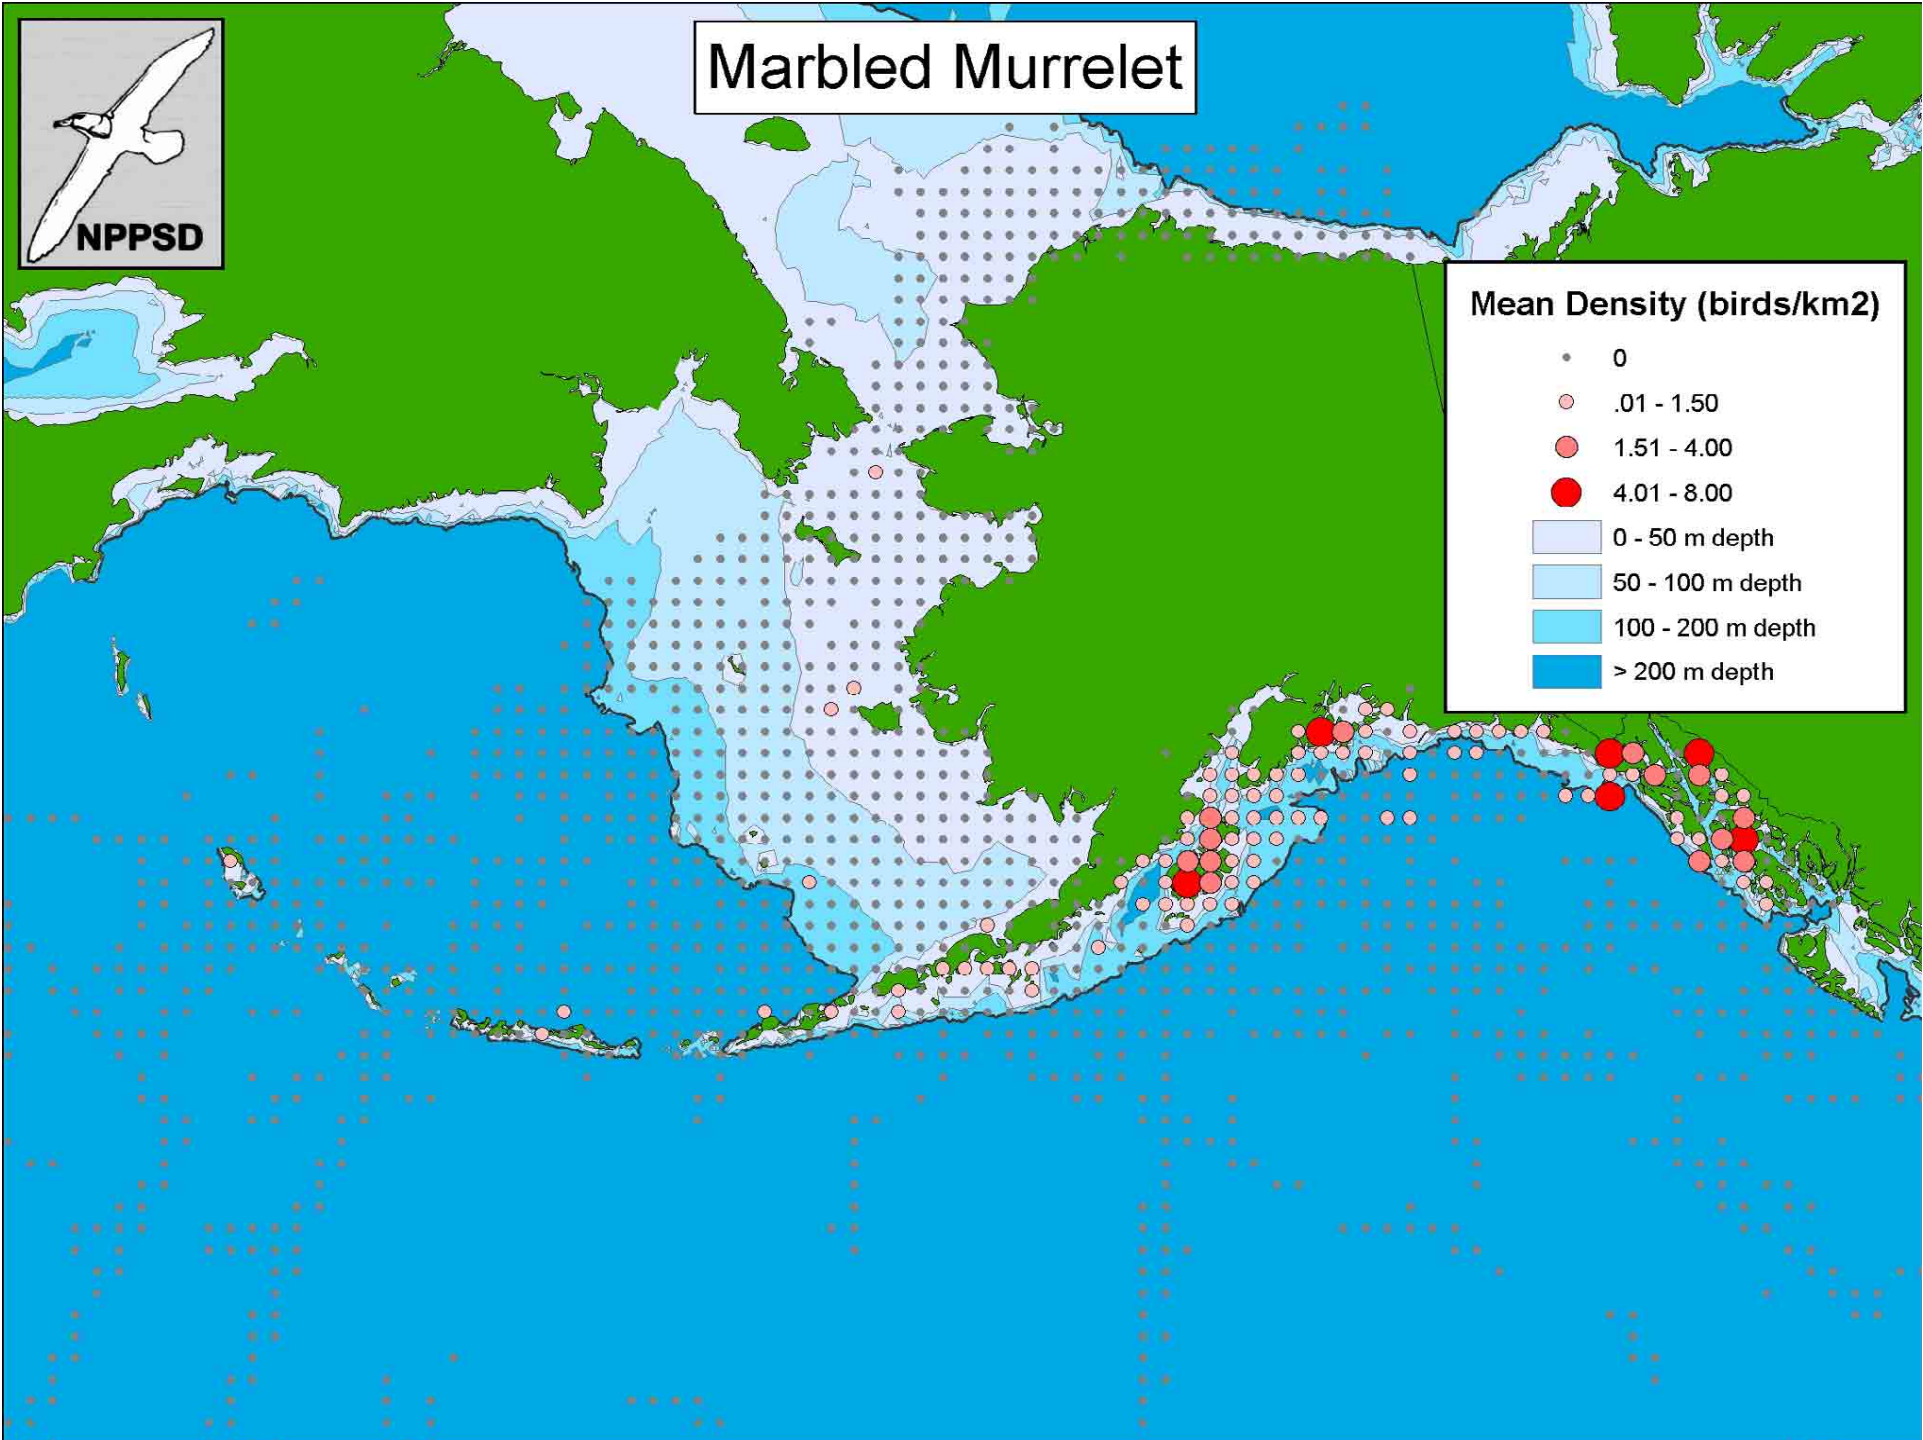 Marbled Murrelet
NPPSD
Mean Density (birds/km2)
0
.01 - 1.50
1.51 - 4.00
4.01 - 8.00
0 - 50 m depth
50 - 100 m depth
100 - 200 m depth
> 200 m depth